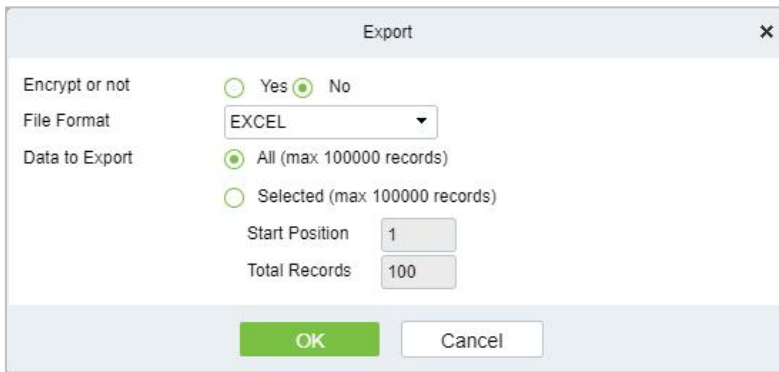 Export
Encrypt or not Yes No
File Format EXCEL
Data to Export All (max 100000 records)
Selected (max 100000 records)
Start Position 1
Total Records 100
OK Cancel